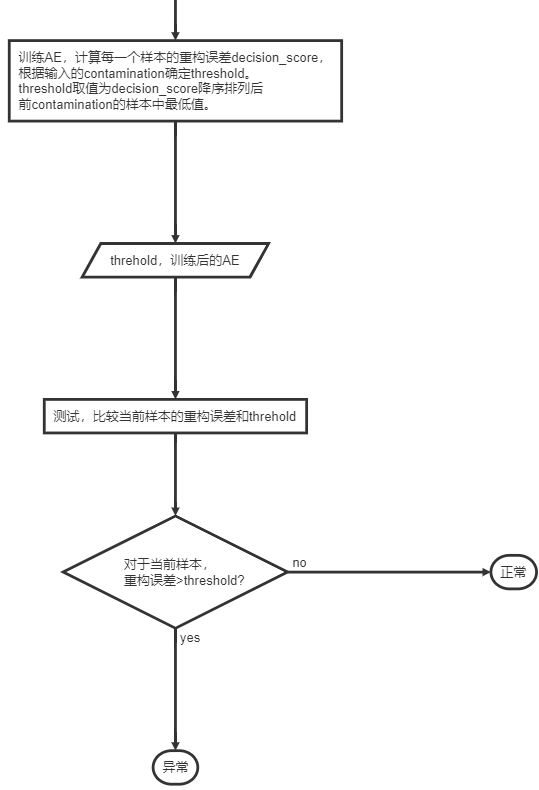 训练AE，计算每一个样本的重构误差decision_score，
根据输入的contamination确定threshold。
threshold取值为decision_score降序排列后
前contamination的样本中最低值。
threhold，训练后的AE
测试，比较当前样本的重构误差和threhold
对于当前样本，
重构误差>threshold?
no
正常
yes
异常